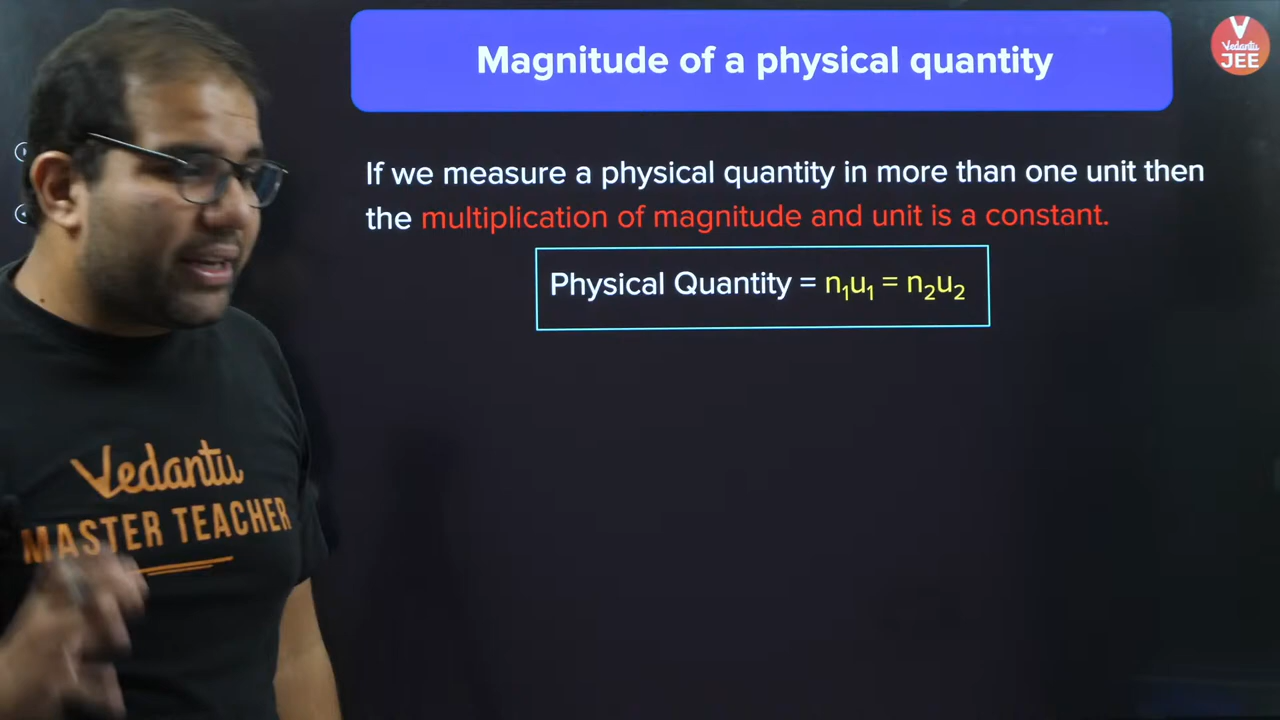 Magnitude of a physical quantity
V
Vedantu
JEE
If we measure a physical quantity in more than one unit then
the multiplication of magnitude and unit is a constant.
Physical Quantity = n₁u₁ = n₂u₂
Vedantu
MASTER TEACHER